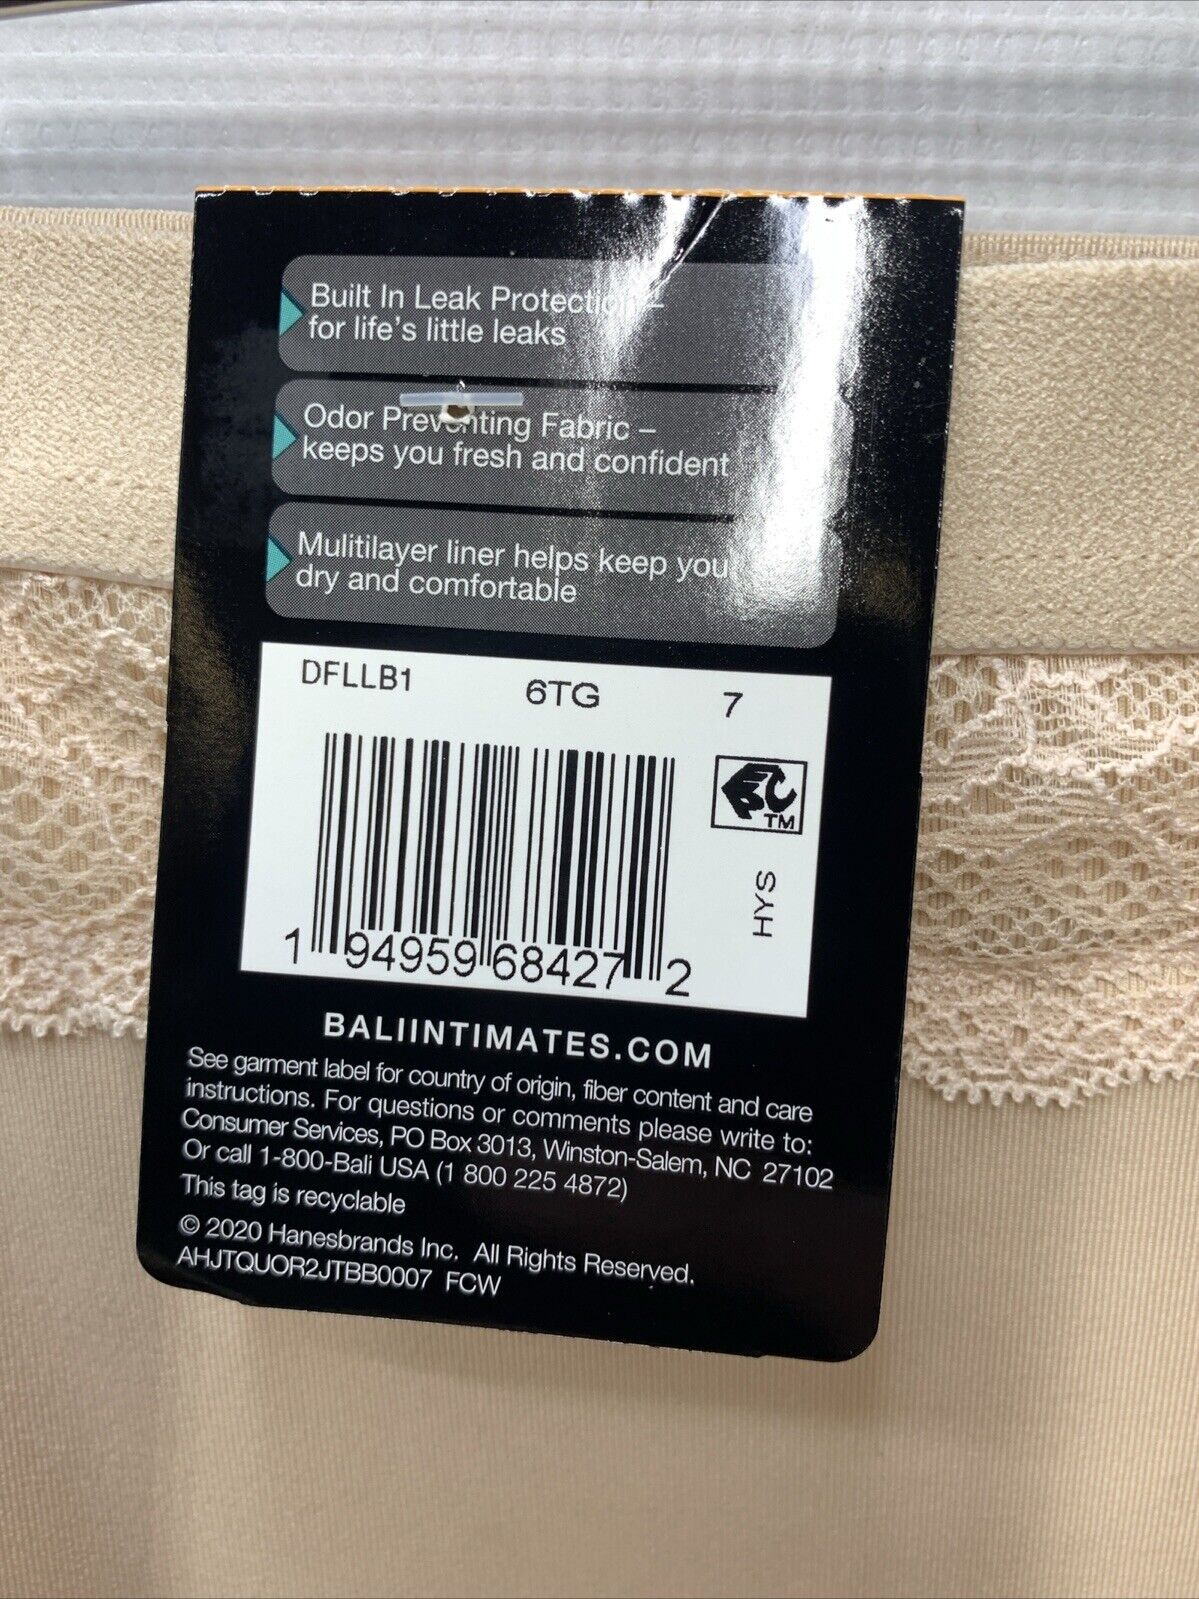 Built In Leak Protection –
for life's little leaks
Odor Preventing Fabric –
keeps you fresh and confident
Mulitilayer liner helps keep you
dry and comfortable
DFLLB1 6TG 7
EPC TM
HYS
1 94959 68427 2
BALIINTIMATES.COM
See garment label for country of origin, fiber content and care
instructions. For questions or comments please write to:
Consumer Services, PO Box 3013, Winston-Salem, NC 27102
Or call 1-800-Bali USA (1 800 225 4872)
This tag is recyclable
© 2020 Hanesbrands Inc. All Rights Reserved.
AHJTQUOR2JTBB0007 FCW